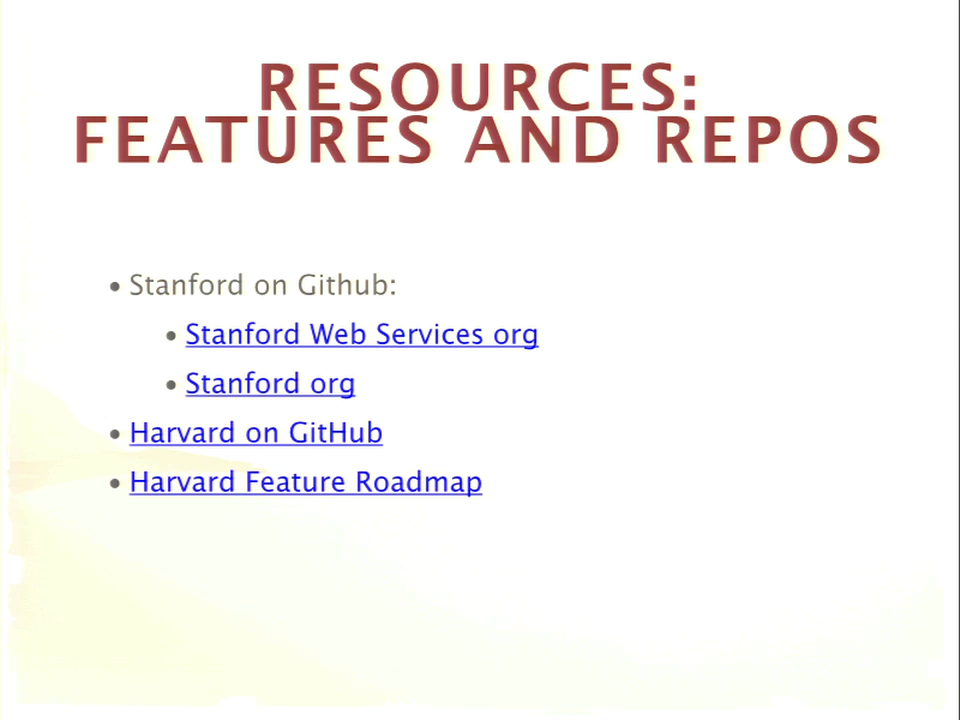 RESOURCES:
FEATURES AND REPOS
• Stanford on Github:
• Stanford Web Services org
• Stanford org
• Harvard on GitHub
• Harvard Feature Roadmap